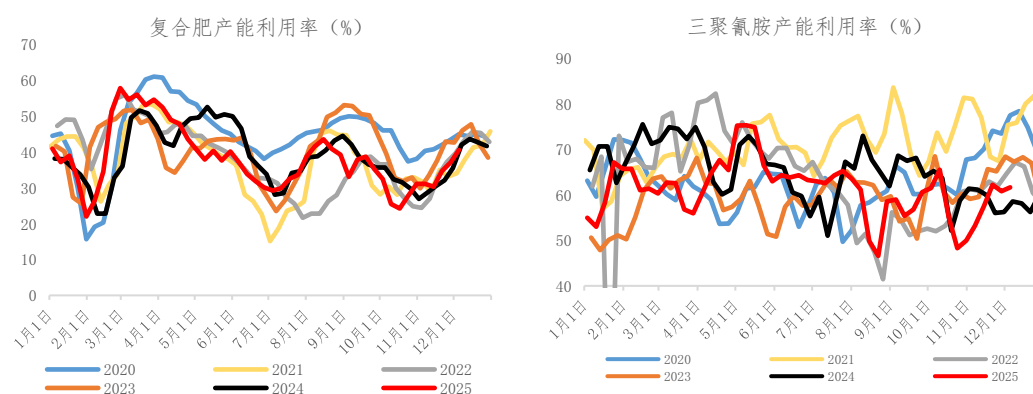 复合肥产能利用率（%）
70
60
50
40
30
20
10
0
1月1日
2月1日
3月1日
4月1日
5月1日
6月1日
7月1日
8月1日
9月1日
10月1日
11月1日
12月1日
2020
2021
2022
2023
2024
2025
三聚氰胺产能利用率（%）
90
80
70
60
50
40
1月1日
2月1日
3月1日
4月1日
5月1日
6月1日
7月1日
8月1日
9月1日
10月1日
11月1日
12月1日
2020
2021
2022
2023
2024
2025